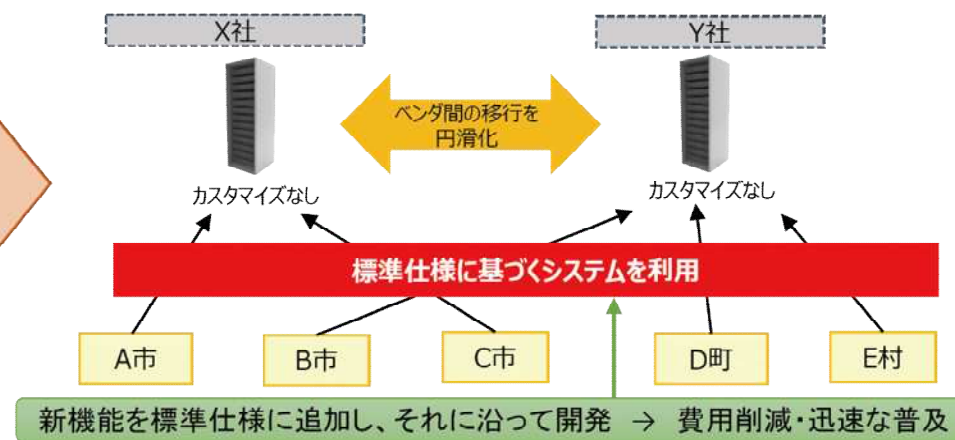 X社
Y社
ベンダ間の移行を
円滑化
カスタマイズなし
カスタマイズなし
標準仕様に基づくシステムを利用
A市
B市
C市
D町
E村
新機能を標準仕様に追加し、それに沿って開発 → 費用削減・迅速な普及